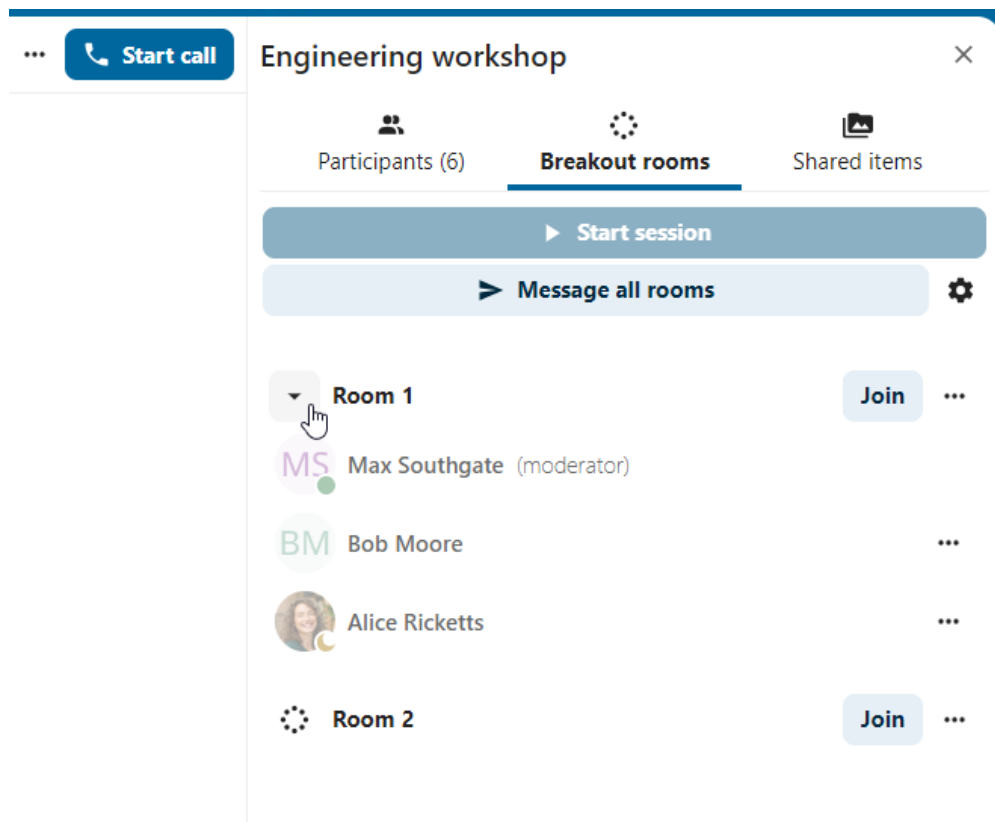 Start call
Engineering workshop
Participants (6)
Breakout rooms
Shared items
Start session
Message all rooms
Room 1
Join
MS
Max Southgate (moderator)
BM
Bob Moore
Alice Ricketts
Room 2
Join